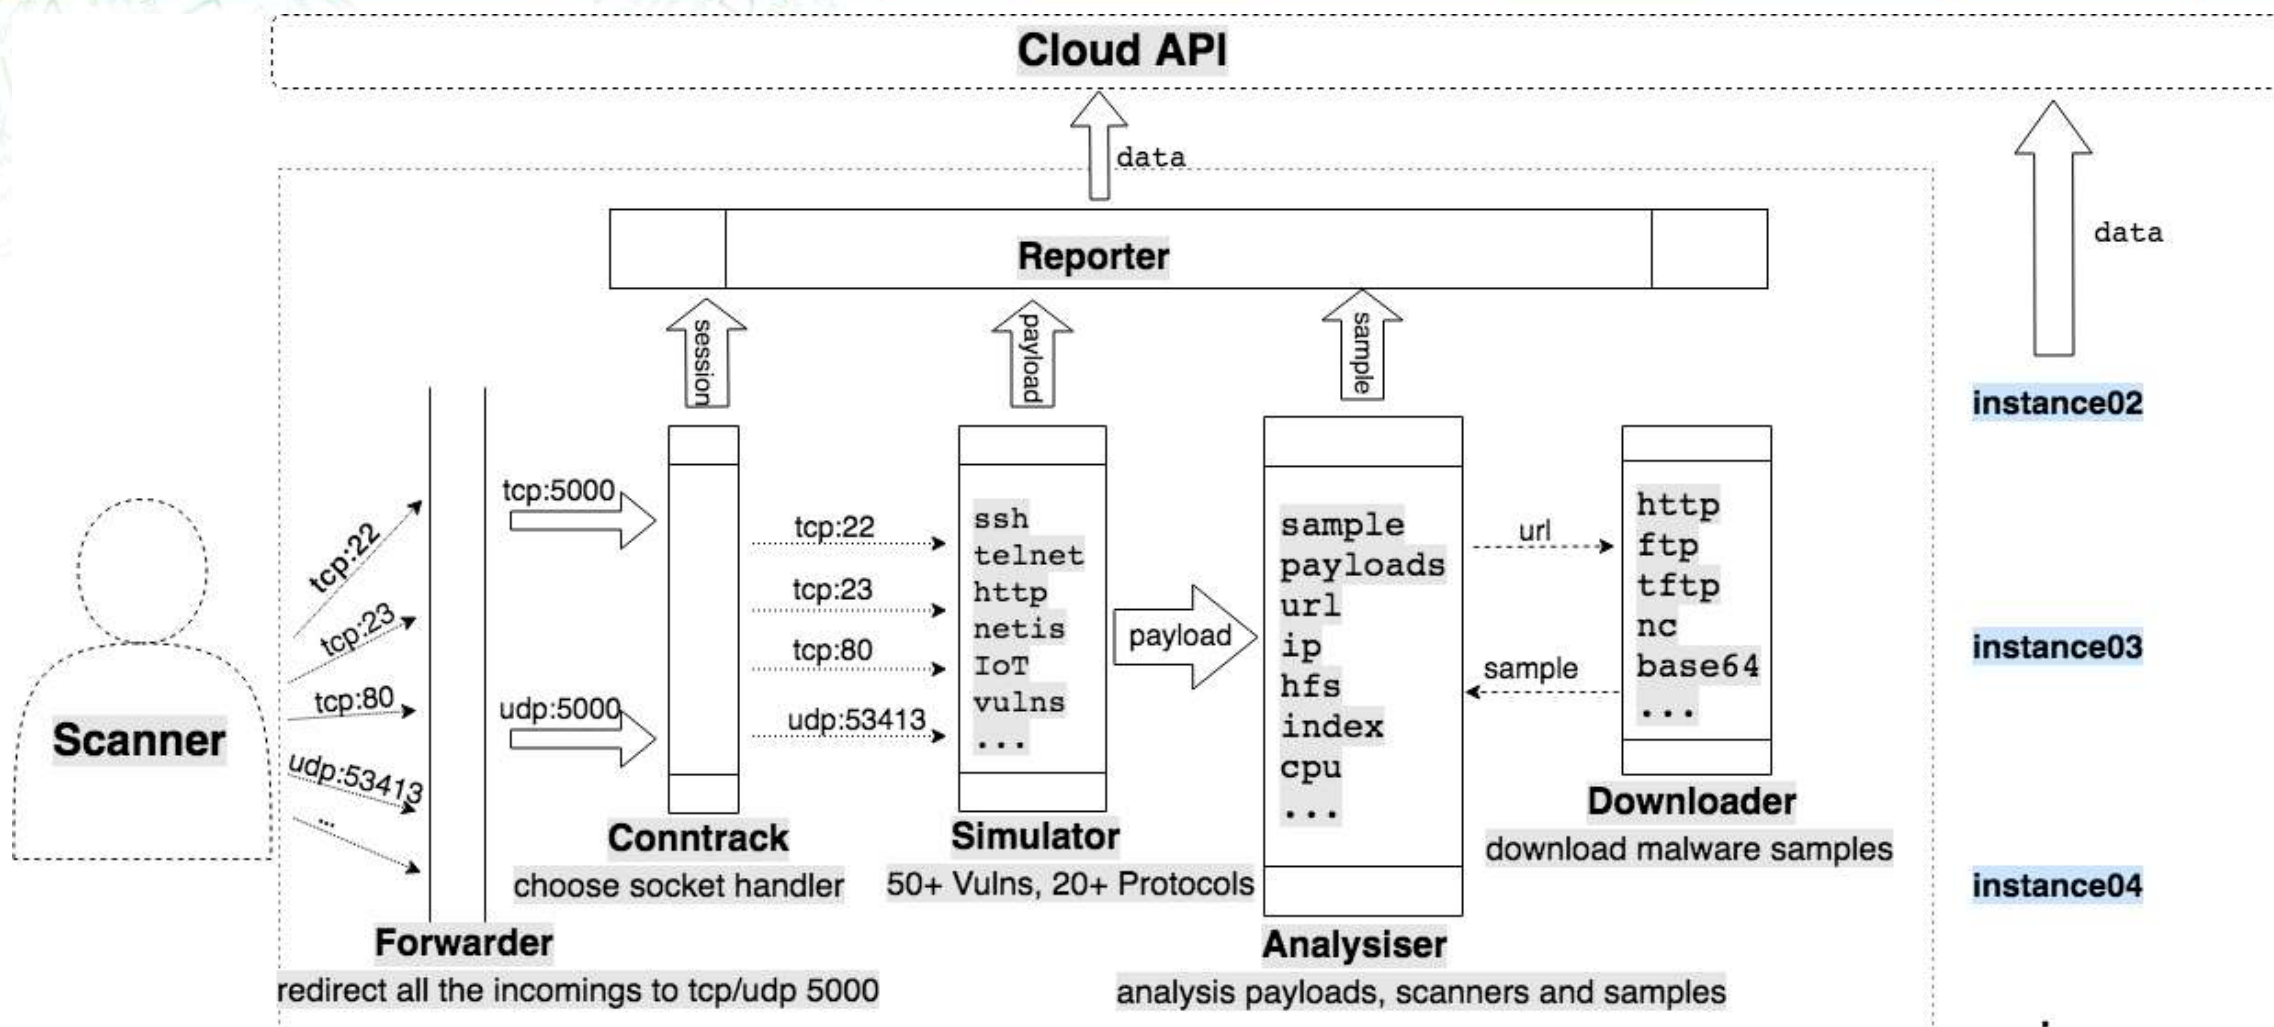 Cloud API
data
data
Reporter
session
payload
sample
instance02
instance03
instance04
Scanner
tcp:22
tcp:23
tcp:80
udp:53413
...
tcp:5000
udp:5000
Forwarder
redirect all the incomings to tcp/udp 5000
Conntrack
choose socket handler
tcp:22
tcp:23
tcp:80
udp:53413
ssh
telnet
http
netis
IoT
vulns
...
Simulator
50+ Vulns, 20+ Protocols
payload
sample
payloads
url
ip
hfs
index
cpu
...
Analysiser
analysis payloads, scanners and samples
url
sample
http
ftp
tftp
nc
base64
...
Downloader
download malware samples